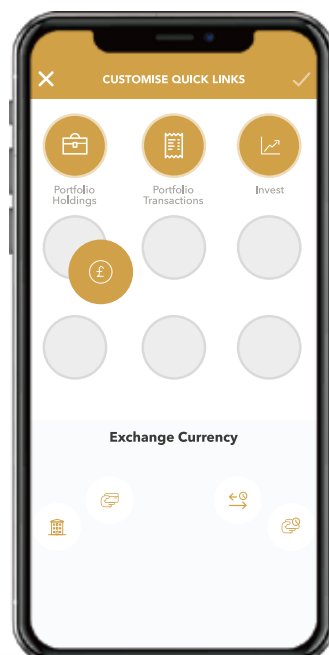 CUSTOMISE QUICK LINKS
Portfolio
Holdings
Portfolio
Transactions
Invest
£
Exchange Currency